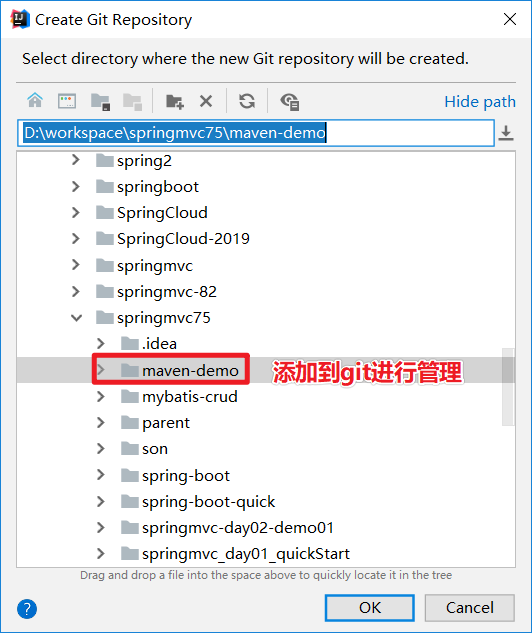 Create Git Repository
Select directory where the new Git repository will be created.
Hide path
D:\workspace\springmvc75\maven-demo
spring2
springboot
SpringCloud
SpringCloud-2019
springmvc
springmvc-82
springmvc75
.idea
maven-demo 添加到git进行管理
mybatis-crud
parent
son
spring-boot
spring-boot-quick
springmvc-day02-demo01
springmvc_day01_quickStart
Drag and drop a file into the space above to quickly locate it in the tree
? OK Cancel